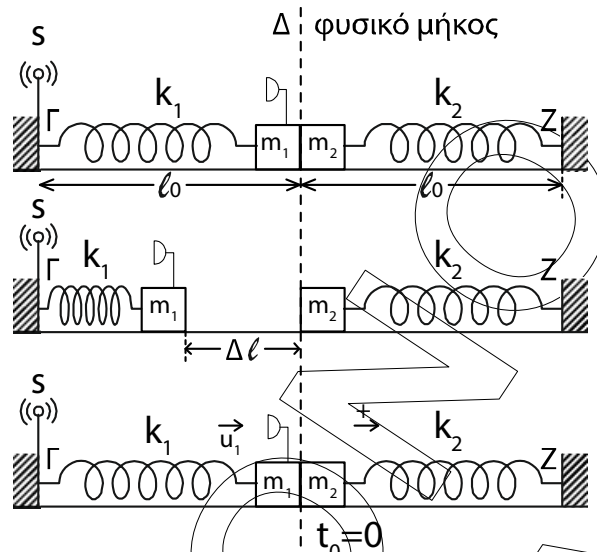 Δ φυσικό μήκος
S
k₁ k₂
Γ Z
m₁ m₂
ℓ₀ ℓ₀
S
k₁ k₂
Γ Z
m₁ m₂
Δℓ
S
k₁ u₁ + k₂
Γ Z
m₁ m₂
t₀=0